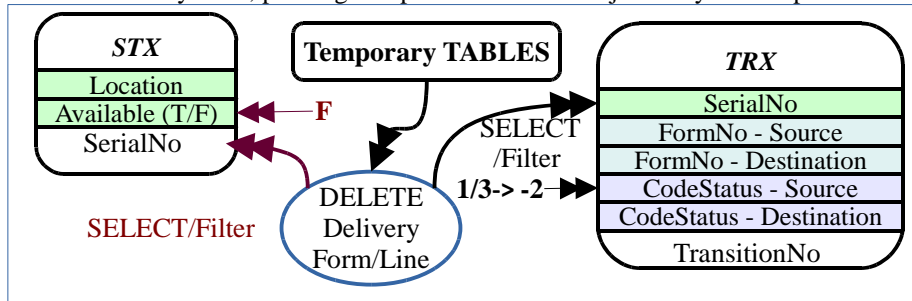 STX
Location
Available (T/F)
SerialNo
F
SELECT/Filter
Temporary TABLES
DELETE
Delivery
Form/Line
SELECT
/Filter
1/3-> -2
TRX
SerialNo
FormNo - Source
FormNo - Destination
CodeStatus - Source
CodeStatus - Destination
TransitionNo